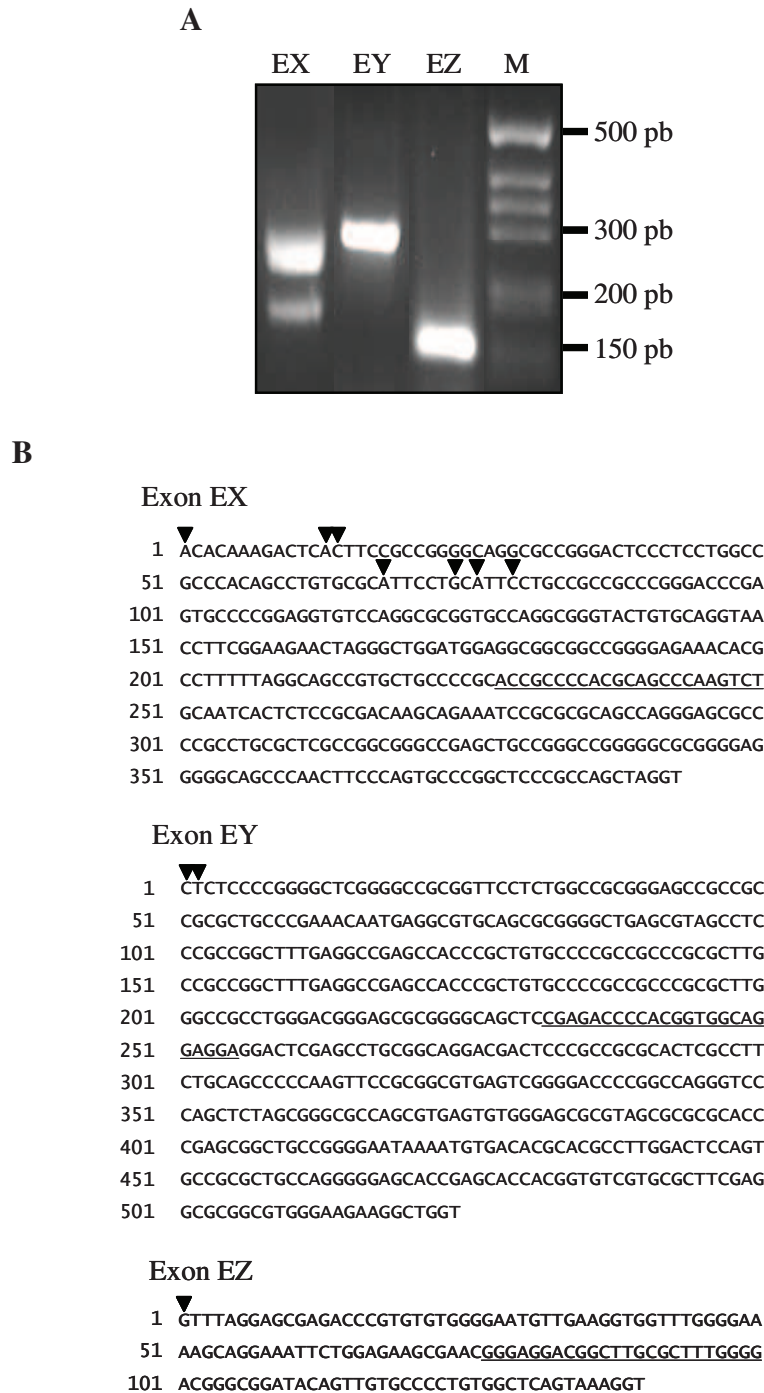 A
EX EY EZ M
500 pb
300 pb
200 pb
150 pb
B
Exon EX
1 ACACAAAGACTCACTTCCGCCGGGGCAGGCGCCGGGACTCCCTCCTGGCC
51 GCCCACAGCCTGTGCGCATTCCTGCATTCCTGCCGCCGCCCGGGACCCGA
101 GTGCCCCGGAGGTGTCCAGGCGCGGTGCCAGGCGGGTACTGTGCAGGTAA
151 CCTTCGGAAGAACTAGGGCTGGATGGAGGCGGCGGCCGGGGAGAAACACG
201 CCTTTTTAGGCAGCCGTGCTGCCCCGCACCGCCCCACGCAGCCCAAGTCT
251 GCAATCACTCTCCGCGACAAGCAGAAATCCGCGCGCAGCCAGGGAGCGCC
301 CCGCCTGCGCTCGCCGGCGGGCCGAGCTGCCGGGCCGGGGGCGCGGGGAG
351 GGGGCAGCCCAACTTCCCAGTGCCCGGCTCCCGCCAGCTAGGT
Exon EY
1 CTCTCCCCGGGGCTCGGGGCCGCGGTTCCTCTGGCCGCGGGAGCCGCCGC
51 CGCGCTGCCCGAAACAATGAGGCGTGCAGCGCGGGGCTGAGCGTAGCCTC
101 CCGCCGGCTTTGAGGCCGAGCCACCCGCTGTGCCCCGCCGCCCGCGCTTG
151 CCGCCGGCTTTGAGGCCGAGCCACCCGCTGTGCCCCGCCGCCCGCGCTTG
201 GGCCGCCTGGGACGGGAGCGCGGGGCAGCTCCGAGACCCCACGGTGGCAG
251 GAGGAGGACTCGAGCCTGCGGCAGGACGACTCCCGCCGCGCACTCGCCTT
301 CTGCAGCCCCCAAGTTCCGCGGCGTGAGTCGGGGACCCCGGCCAGGGTCC
351 CAGCTCTAGCGGGCGCCAGCGTGAGTGTGGGAGCGCGTAGCGCGCGCACC
401 CGAGCGGCTGCCGGGGAATAAAATGTGACACGCACGCCTTGGACTCCAGT
451 GCCGCGCTGCCAGGGGGAGCACCGAGCACCACGGTGTCGTGCGCTTCGAG
501 GCGCGGCGTGGGAAGAAGGCTGGT
Exon EZ
1 GTTTAGGAGCGAGACCCGTGTGTGGGGAATGTTGAAGGTGGTTTGGGGAA
51 AAGCAGGAAATTCTGGAGAAGCGAACGGGAGGACGGCTTGCGCTTTGGGG
101 ACGGGCGGATACAGTTGTGCCCCTGTGGCTCAGTAAAGGT